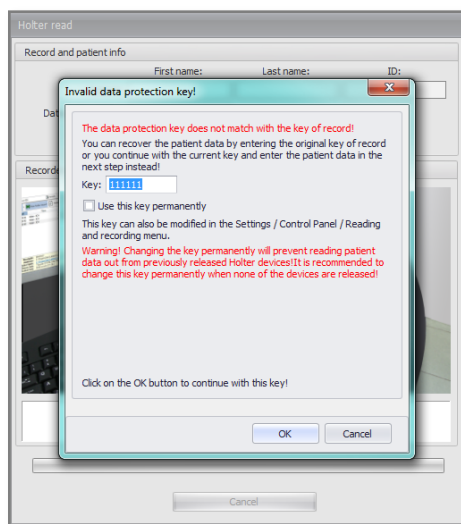 Holter read
Record and patient info
First name: Last name: ID:
Invalid data protection key!
The data protection key does not match with the key of record!
You can recover the patient data by entering the original key of record
or you continue with the current key and enter the patient data in the
next step instead!
Key: 111111
Use this key permanently
This key can also be modified in the Settings / Control Panel / Reading
and recording menu.
Warning! Changing the key permanently will prevent reading patient
data out from previously released Holter devices!It is recommended to
change this key permanently when none of the devices are released!
Click on the OK button to continue with this key!
OK Cancel
Cancel